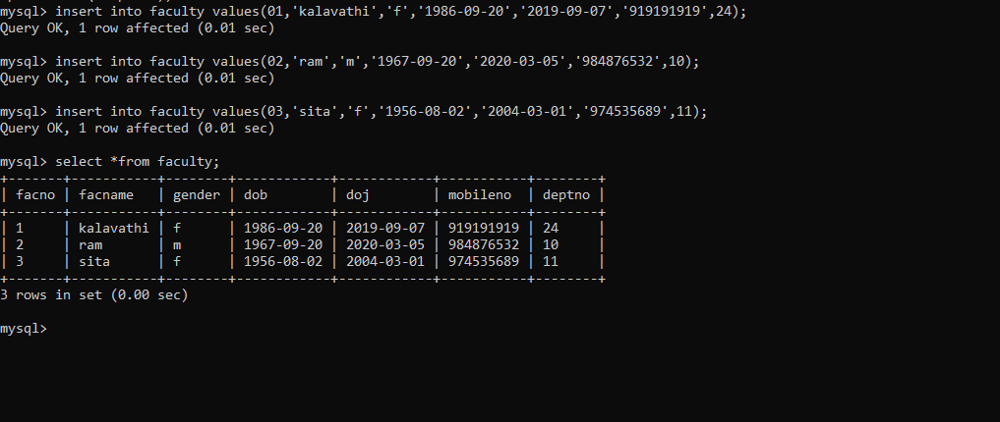 mysql> insert into faculty values(01,'kalavathi','f','1986-09-20','2019-09-07','919191919',24);
Query OK, 1 row affected (0.01 sec)
mysql> insert into faculty values(02,'ram','m','1967-09-20','2020-03-05','984876532',10);
Query OK, 1 row affected (0.01 sec)
mysql> insert into faculty values(03,'sita','f','1956-08-02','2004-03-01','974535689',11);
Query OK, 1 row affected (0.01 sec)
mysql> select *from faculty;
+-------+-----------+--------+------------+------------+-----------+--------+
| facno | facname   | gender | dob        | doj        | mobileno  | deptno |
+-------+-----------+--------+------------+------------+-----------+--------+
| 1     | kalavathi | f      | 1986-09-20 | 2019-09-07 | 919191919 | 24     |
| 2     | ram       | m      | 1967-09-20 | 2020-03-05 | 984876532 | 10     |
| 3     | sita      | f      | 1956-08-02 | 2004-03-01 | 974535689 | 11     |
+-------+-----------+--------+------------+------------+-----------+--------+
3 rows in set (0.00 sec)
mysql>